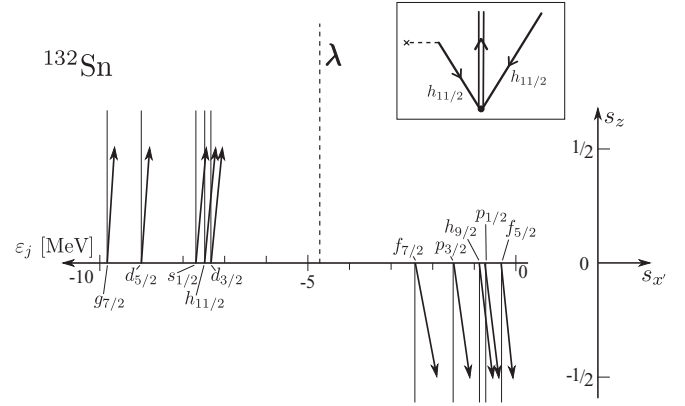 ¹³²Sn
λ
h₁₁/₂
h₁₁/₂
s_z
1/2
0
-1/2
s_x'
ε_j [MeV]
-10
-5
0
g₇/₂
d₅/₂
s₁/₂
h₁₁/₂
d₃/₂
f₇/₂
p₃/₂
h₉/₂
p₁/₂
f₅/₂